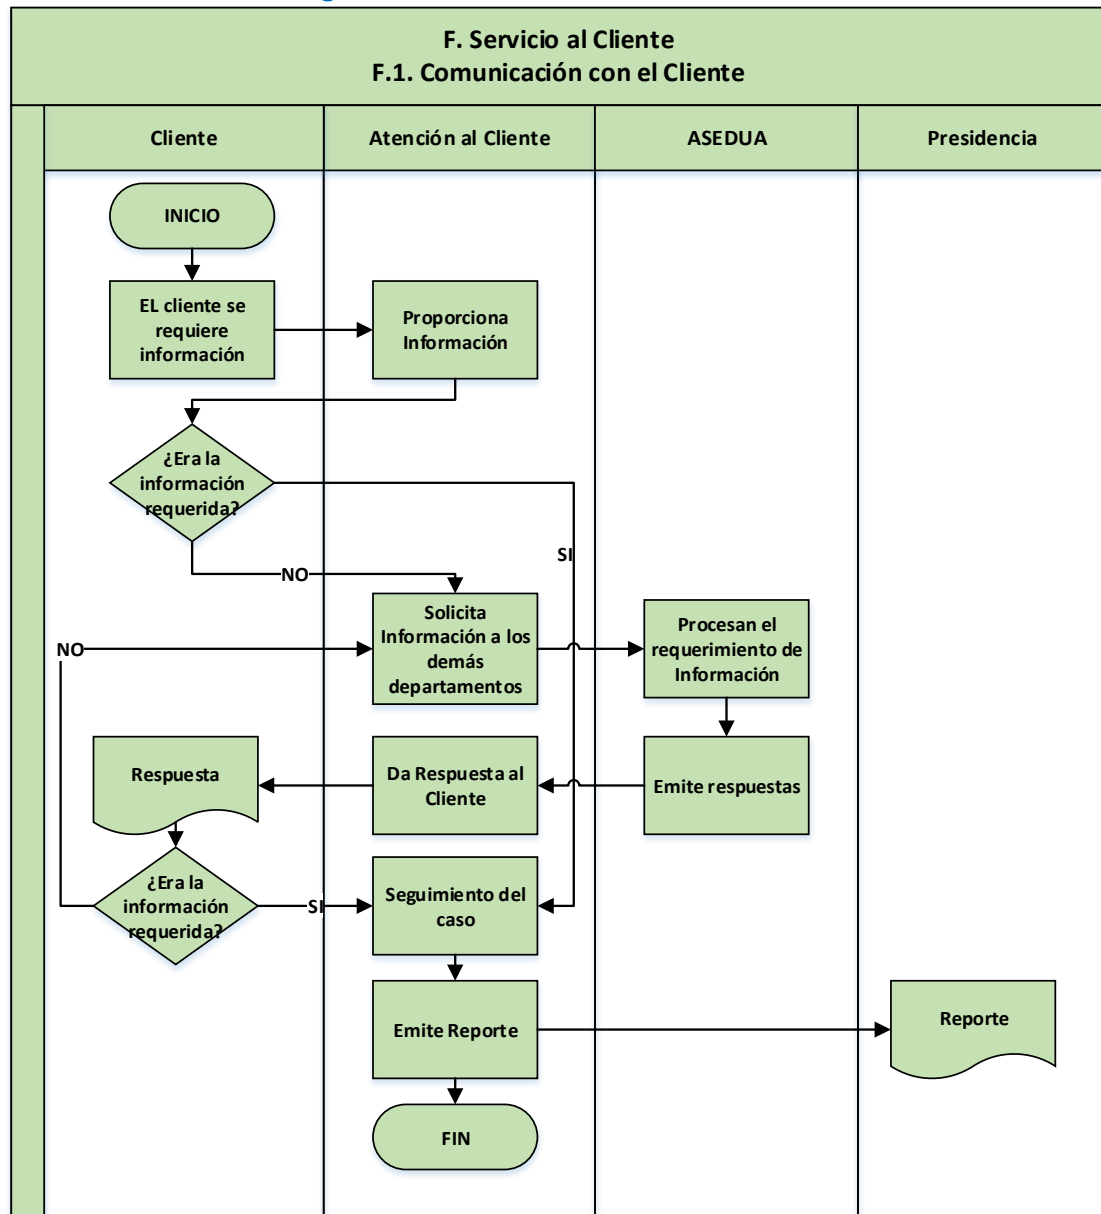 F. Servicio al Cliente
F.1. Comunicación con el Cliente
Cliente
Atención al Cliente
ASEDUA
Presidencia
INICIO
EL cliente se
requiere
información
Proporciona
Información
¿Era la
información
requerida?
SI
NO
Solicita
Información a los
demás
departamentos
Procesan el
requerimiento de
Información
NO
Respuesta
Da Respuesta al
Cliente
Emite respuestas
¿Era la
información
requerida?
SI
Seguimiento del
caso
Emite Reporte
Reporte
FIN